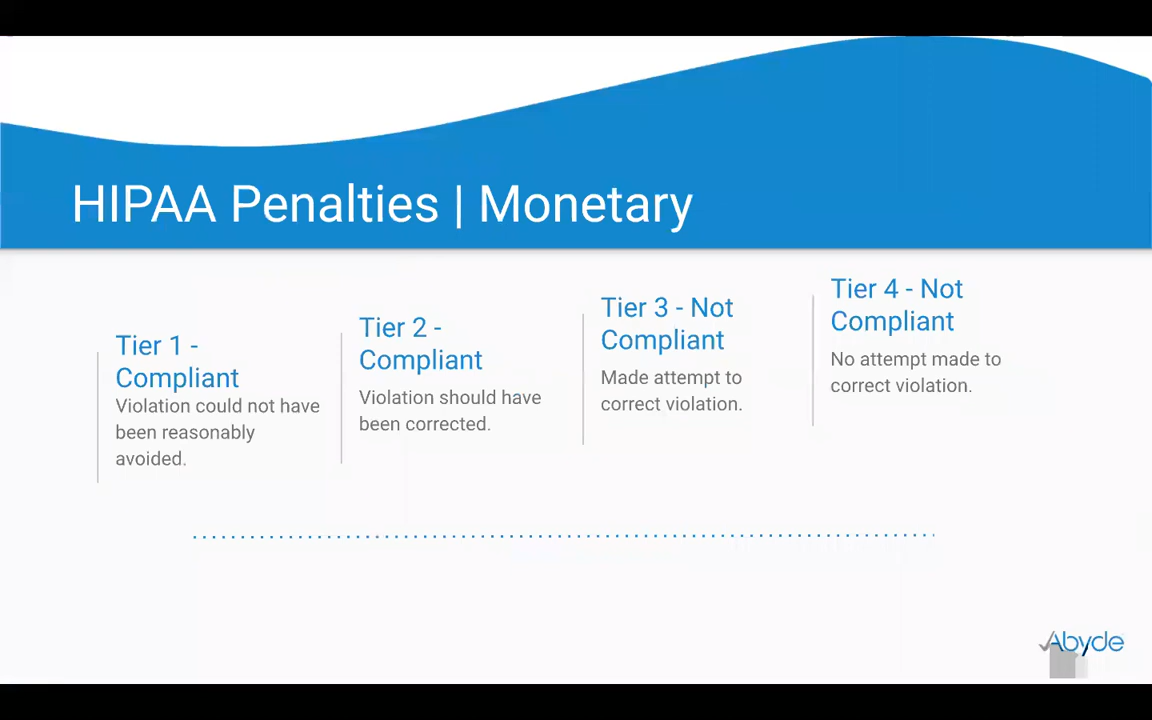 HIPAA Penalties | Monetary
Tier 1 -
Compliant
Violation could not have
been reasonably
avoided.
Tier 2 -
Compliant
Violation should have
been corrected.
Tier 3 - Not
Compliant
Made attempt to
correct violation.
Tier 4 - Not
Compliant
No attempt made to
correct violation.
Abyde